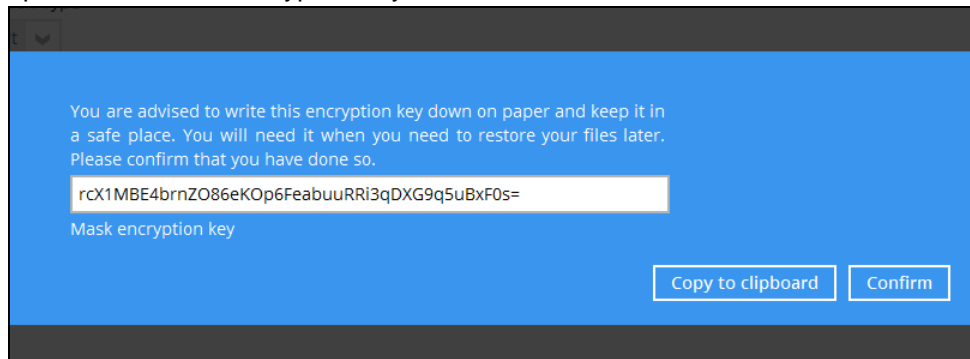 You are advised to write this encryption key down on paper and keep it in
a safe place. You will need it when you need to restore your files later.
Please confirm that you have done so.
rcX1MBE4brnZO86eKOp6FeabuuRRi3qDXG9q5uBxF0s=
Mask encryption key
Copy to clipboard Confirm